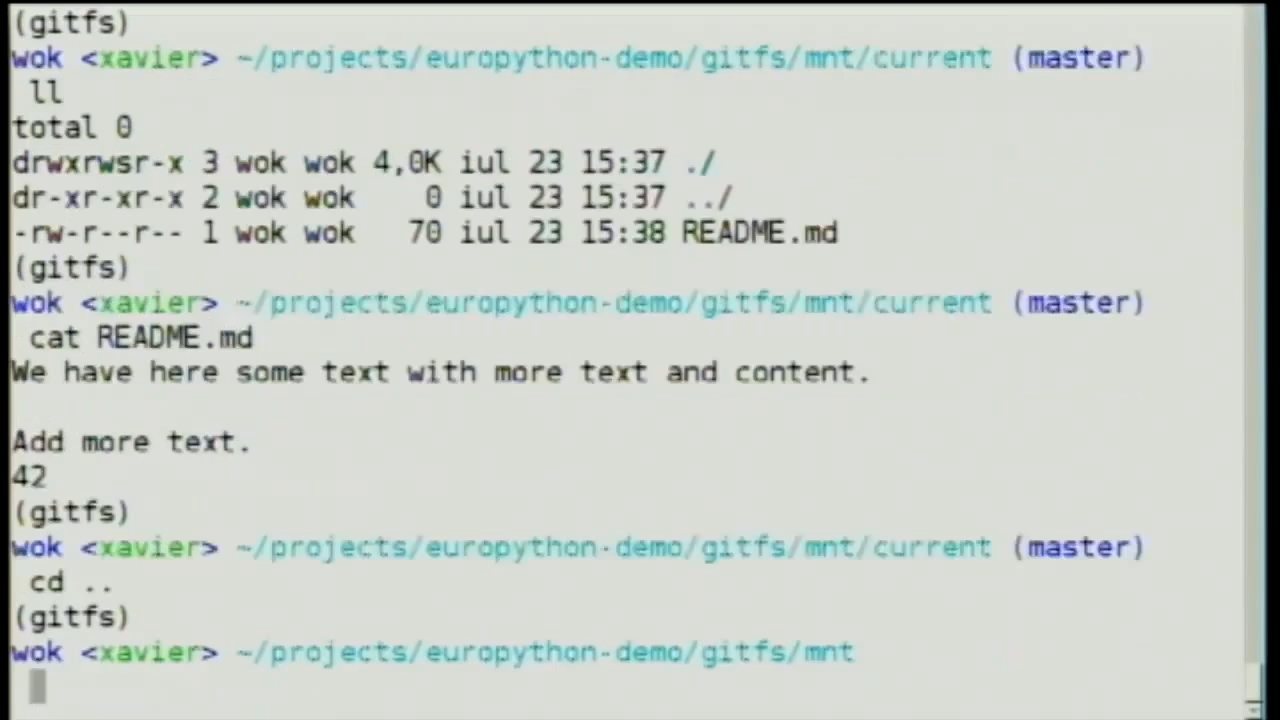 (gitfs)
wok <xavier> ~/projects/europython-demo/gitfs/mnt/current (master)
ll
total 0
drwxrwsr-x 3 wok wok 4,0K iul 23 15:37 ./
dr-xr-xr-x 2 wok wok 0 iul 23 15:37 ../
-rw-r--r-- 1 wok wok 70 iul 23 15:38 README.md
(gitfs)
wok <xavier> ~/projects/europython-demo/gitfs/mnt/current (master)
cat README.md
We have here some text with more text and content.
Add more text.
42
(gitfs)
wok <xavier> ~/projects/europython-demo/gitfs/mnt/current (master)
cd ..
(gitfs)
wok <xavier> ~/projects/europython-demo/gitfs/mnt